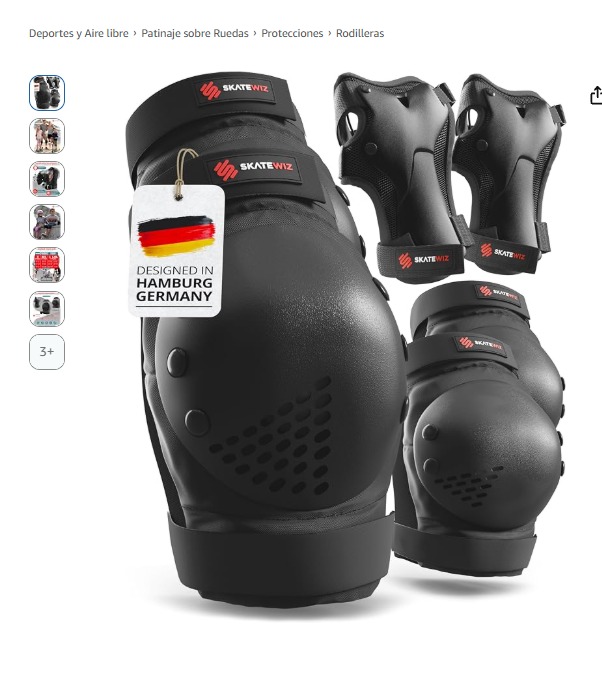 Deportes y Aire libre › Patinaje sobre Ruedas › Protecciones › Rodilleras
SKATEWIZ
SKATEWIZ
DESIGNED IN
HAMBURG
GERMANY
SKATEWIZ
SKATEWIZ
SKATEWIZ
SKATEWIZ
3+